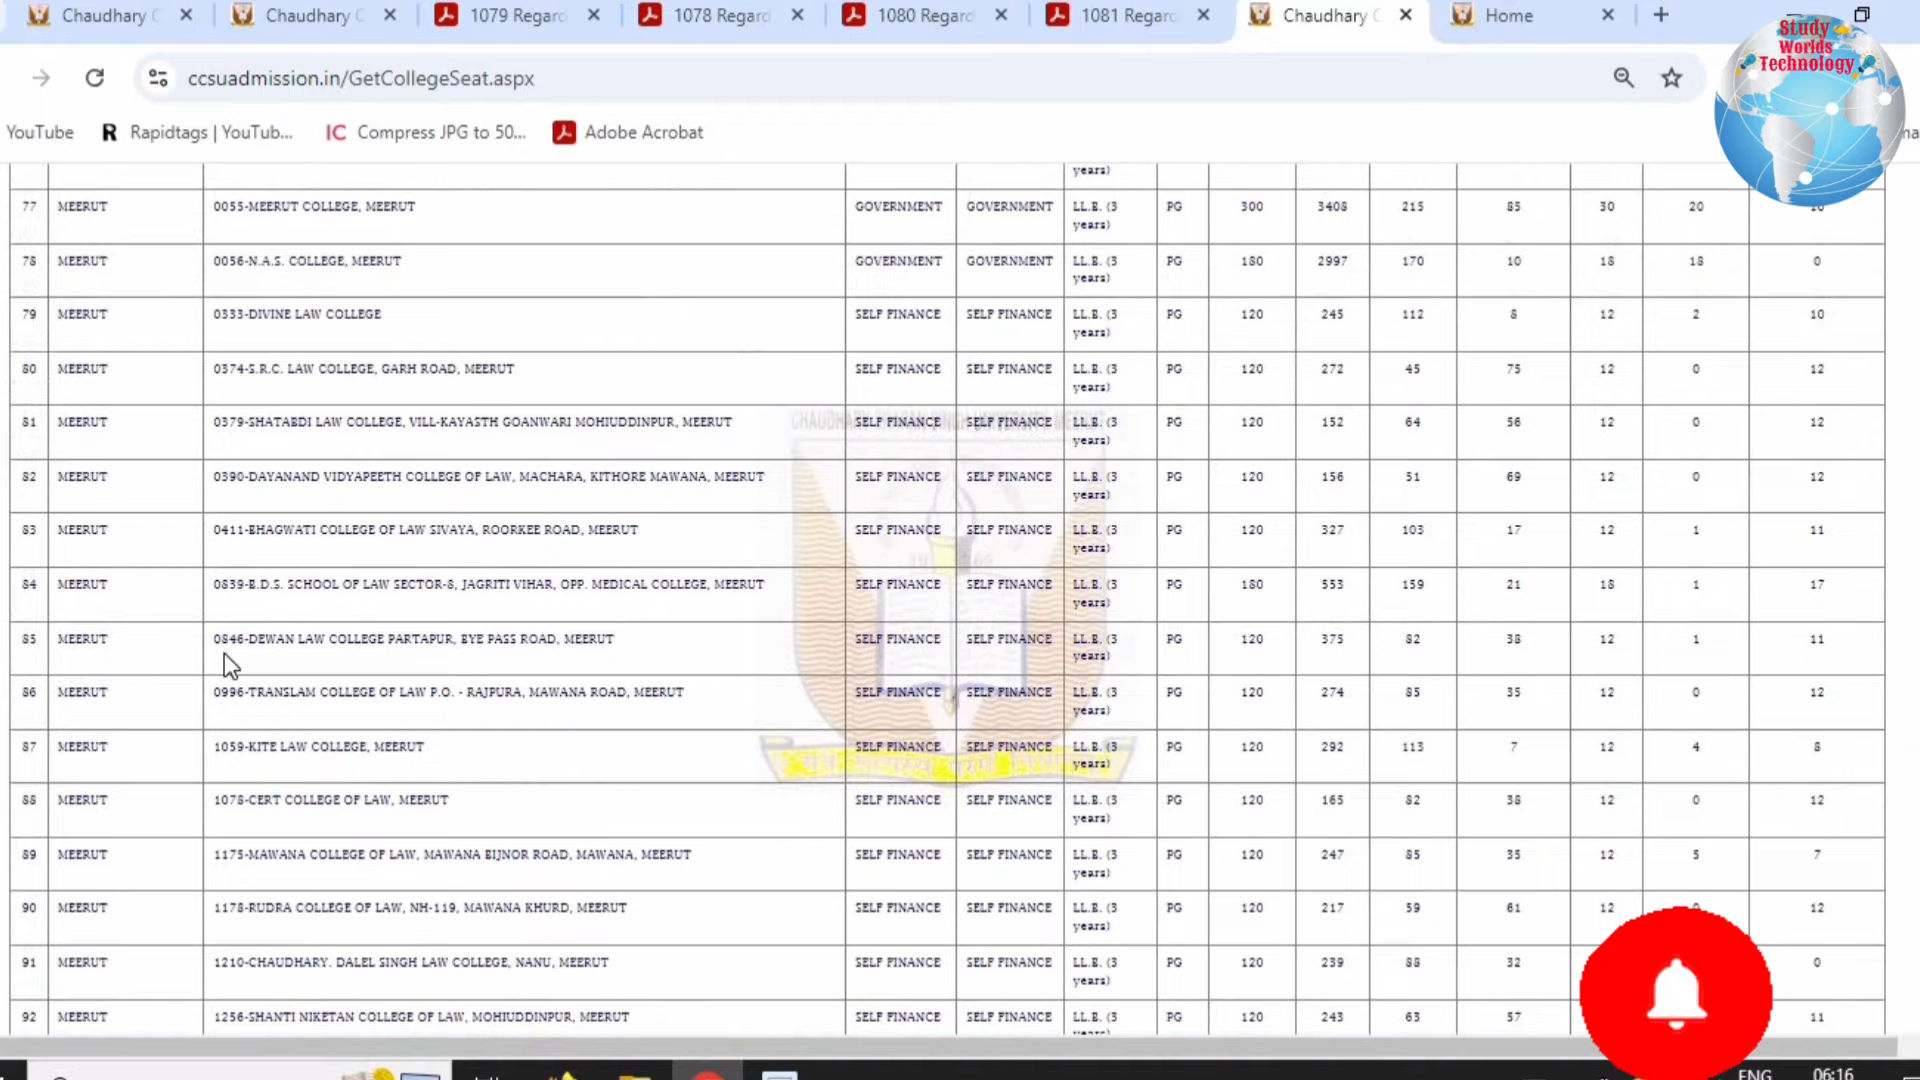 Chaudhary C
Chaudhary C
1079 Regard
1078 Regard
1080 Regard
1081 Regard
Chaudhary C
Home
Study
Worlds
Technology
ccsuadmission.in/GetCollegeSeat.aspx
YouTube
Rapidtags | YouTub...
IC Compress JPG to 50...
Adobe Acrobat
years)
77 MEERUT 0055-MEERUT COLLEGE, MEERUT GOVERNMENT GOVERNMENT LL.B. (3 years) PG 300 3408 215 85 30 20 10
78 MEERUT 0056-N.A.S. COLLEGE, MEERUT GOVERNMENT GOVERNMENT LL.B. (3 years) PG 180 2997 170 10 18 18 0
79 MEERUT 0333-DIVINE LAW COLLEGE SELF FINANCE SELF FINANCE LL.B. (3 years) PG 120 245 112 8 12 2 10
80 MEERUT 0374-S.R.C. LAW COLLEGE, GARH ROAD, MEERUT SELF FINANCE SELF FINANCE LL.B. (3 years) PG 120 272 45 75 12 0 12
81 MEERUT 0379-SHATABDI LAW COLLEGE, VILL-KAYASTH GOANWARI MOHIUDDINPUR, MEERUT SELF FINANCE SELF FINANCE LL.B. (3 years) PG 120 152 64 56 12 0 12
82 MEERUT 0390-DAYANAND VIDYAPEETH COLLEGE OF LAW, MACHARA, KITHORE MAWANA, MEERUT SELF FINANCE SELF FINANCE LL.B. (3 years) PG 120 156 51 69 12 0 12
83 MEERUT 0411-BHAGWATI COLLEGE OF LAW SIVAYA, ROORKEE ROAD, MEERUT SELF FINANCE SELF FINANCE LL.B. (3 years) PG 120 327 103 17 12 1 11
84 MEERUT 0839-B.D.S. SCHOOL OF LAW SECTOR-8, JAGRITI VIHAR, OPP. MEDICAL COLLEGE, MEERUT SELF FINANCE SELF FINANCE LL.B. (3 years) PG 180 553 159 21 18 1 17
85 MEERUT 0846-DEWAN LAW COLLEGE PARTAPUR, BYE PASS ROAD, MEERUT SELF FINANCE SELF FINANCE LL.B. (3 years) PG 120 375 82 38 12 1 11
86 MEERUT 0996-TRANSLAM COLLEGE OF LAW P.O. - RAJPURA, MAWANA ROAD, MEERUT SELF FINANCE SELF FINANCE LL.B. (3 years) PG 120 274 85 35 12 0 12
87 MEERUT 1059-KITE LAW COLLEGE, MEERUT SELF FINANCE SELF FINANCE LL.B. (3 years) PG 120 292 113 7 12 4 8
88 MEERUT 1078-CERT COLLEGE OF LAW, MEERUT SELF FINANCE SELF FINANCE LL.B. (3 years) PG 120 165 82 38 12 0 12
89 MEERUT 1175-MAWANA COLLEGE OF LAW, MAWANA BIJNOR ROAD, MAWANA, MEERUT SELF FINANCE SELF FINANCE LL.B. (3 years) PG 120 247 85 35 12 5 7
90 MEERUT 1178-RUDRA COLLEGE OF LAW, NH-119, MAWANA KHURD, MEERUT SELF FINANCE SELF FINANCE LL.B. (3 years) PG 120 217 59 61 12 0 12
91 MEERUT 1210-CHAUDHARY. DALEL SINGH LAW COLLEGE, NANU, MEERUT SELF FINANCE SELF FINANCE LL.B. (3 years) PG 120 239 88 32 0
92 MEERUT 1256-SHANTI NIKETAN COLLEGE OF LAW, MOHIUDDINPUR, MEERUT SELF FINANCE SELF FINANCE LL.B. (3 years) PG 120 243 63 57 11
CHAUDHARY CHARAN SINGH UNIVERSITY MEERUT
ENG
06:16